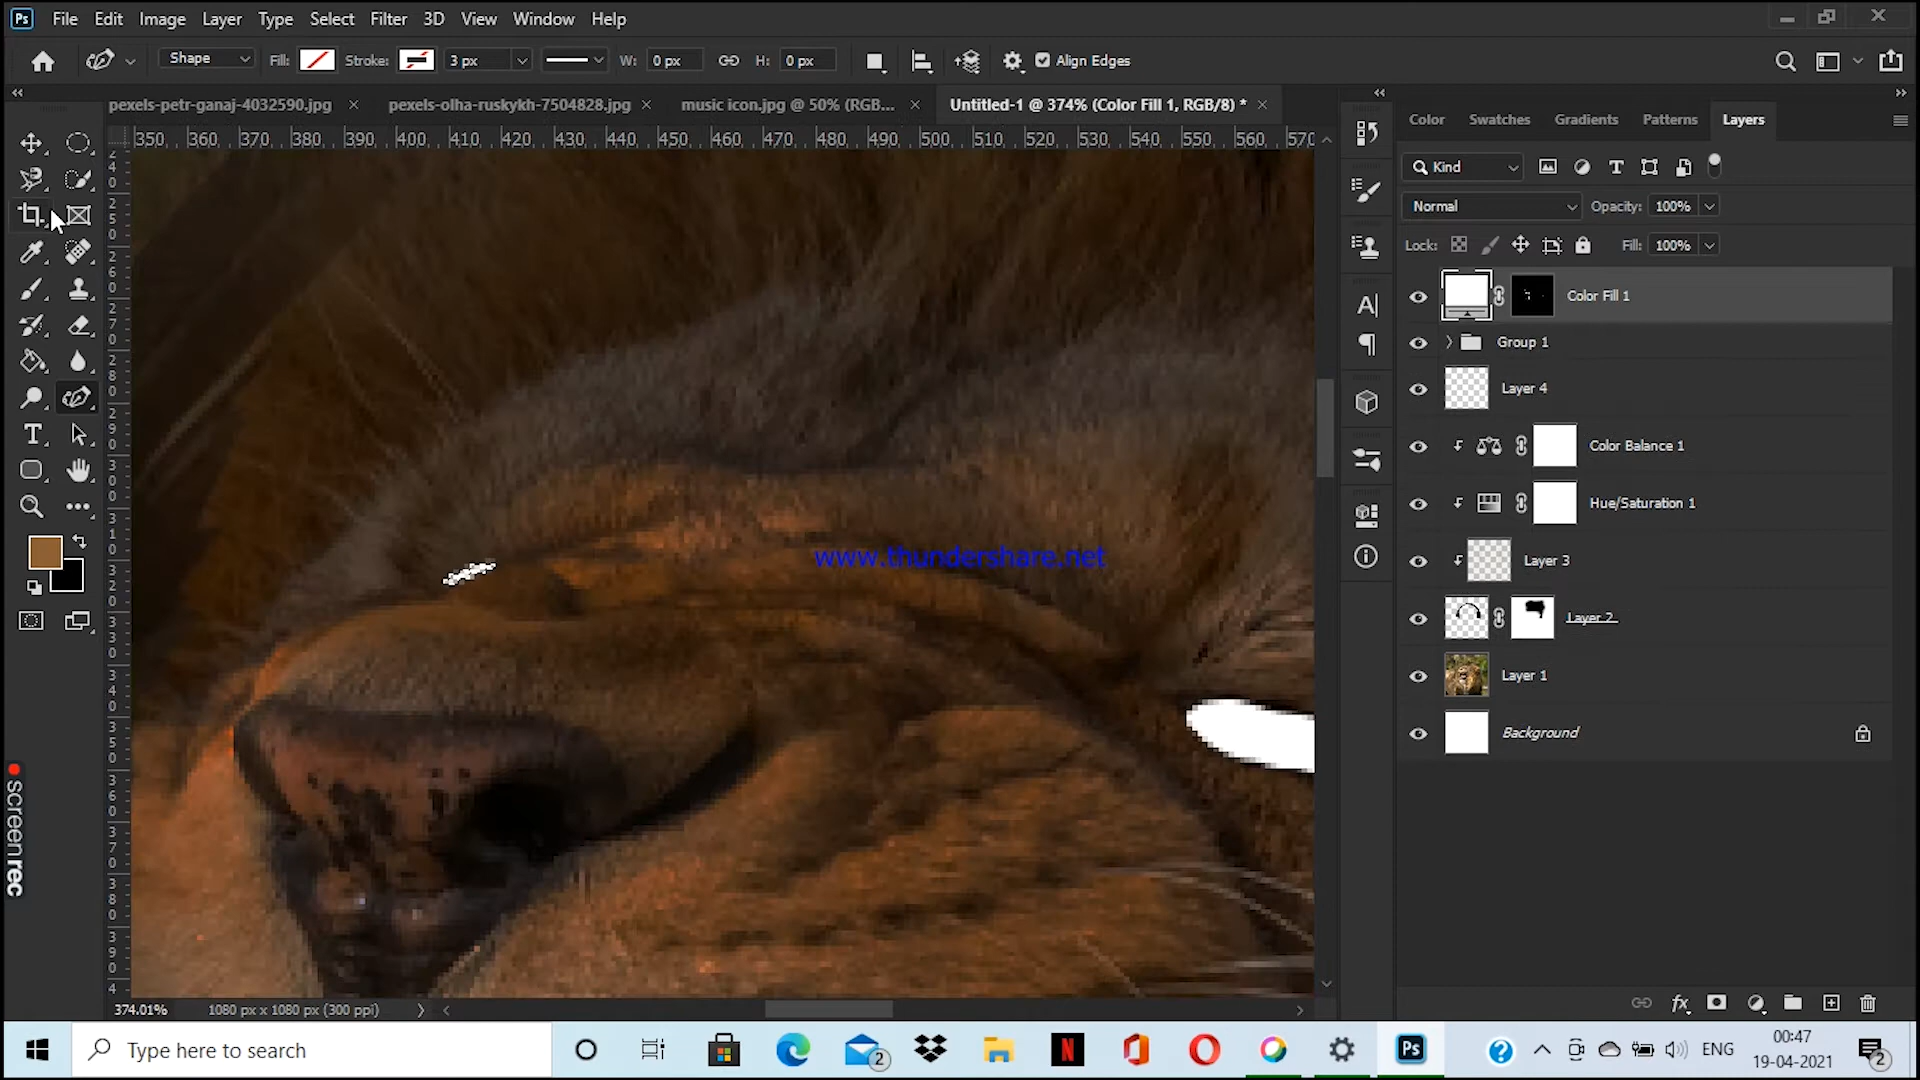 Ps File Edit Image Layer Type Select Filter 3D View Window Help
Shape Fill: Stroke: 3 px W: 0 px H: 0 px Align Edges
pexels-petr-ganaj-4032590.jpg pexels-olha-ruskykh-7504828.jpg music icon.jpg @ 50% (RGB... Untitled-1 @ 374% (Color Fill 1, RGB/8) *
350 360 370 380 390 400 410 420 430 440 450 460 470 480 490 500 510 520 530 540 550 560 570
Color Swatches Gradients Patterns Layers
Kind
Normal Opacity: 100%
Lock: Fill: 100%
Color Fill 1
Group 1
Layer 4
Color Balance 1
Hue/Saturation 1
Layer 3
Layer 2
Layer 1
Background
www.thundershare.net
screenrec
374.01% 1080 px x 1080 px (300 ppi)
Type here to search
2
N
Ps
ENG
00:47
19-04-2021
2